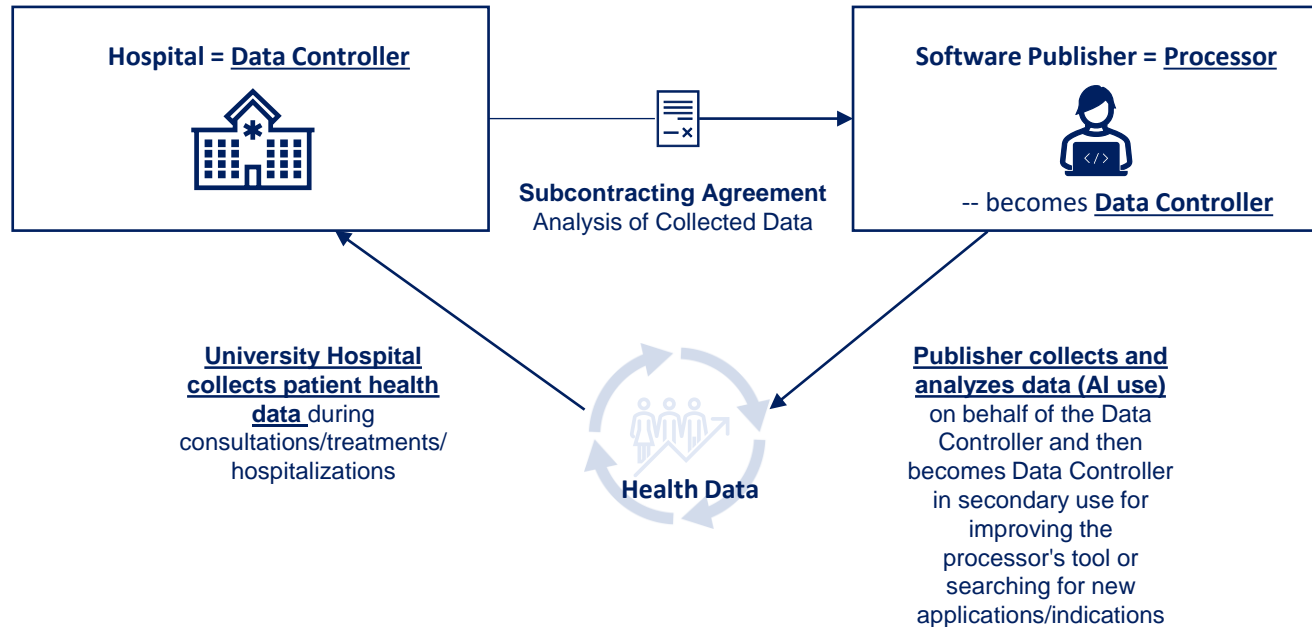 Hospital = Data Controller
Software Publisher = Processor
</>
-- becomes Data Controller
Subcontracting Agreement
Analysis of Collected Data
University Hospital
collects patient health
data during
consultations/treatments/
hospitalizations
Health Data
Publisher collects and
analyzes data (AI use)
on behalf of the Data
Controller and then
becomes Data Controller
in secondary use for
improving the
processor's tool or
searching for new
applications/indications